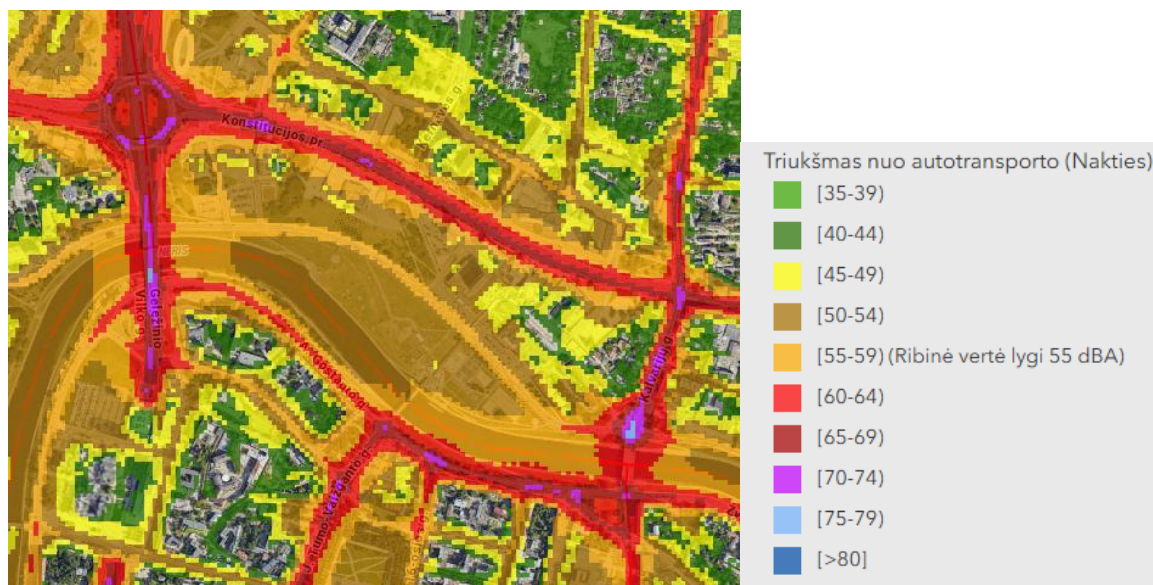 Konstitucijos pr.
NERIS
Geležinio
Vilko
Kalvarijų g.
Triukšmas nuo autotransporto (Nakties)
[35-39)
[40-44)
[45-49)
[50-54)
[55-59) (Ribinė vertė lygi 55 dBA)
[60-64)
[65-69)
[70-74)
[75-79)
[>80]